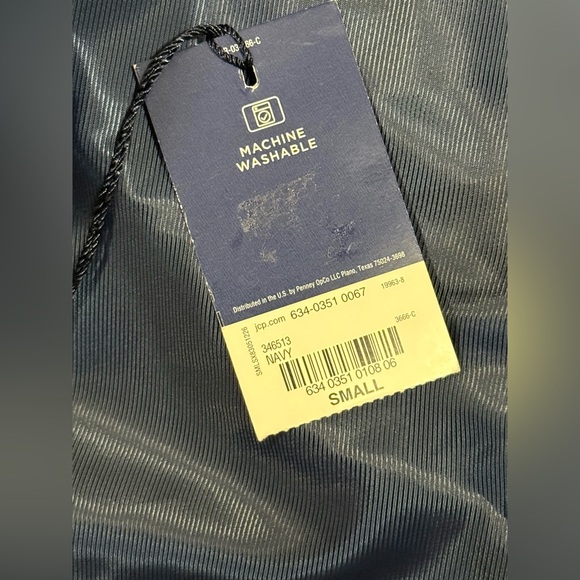 66-C
MACHINE
WASHABLE
Distributed in the U.S. by Penney OpCo LLC Plano, Texas 75024-3698
19963-8
jcp.com 634-0351 0067
3666-C
346513
NAVY
634 0351 0108 06
SMALL